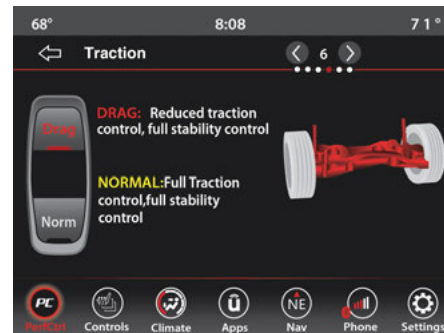 68° 8:08 71°
Traction 6
DRAG: Reduced traction
control, full stability control
Drag
NORMAL:Full Traction
control,full stability
control
Norm
PC NE
PerfCtrl Controls Climate Apps Nav Phone Settings